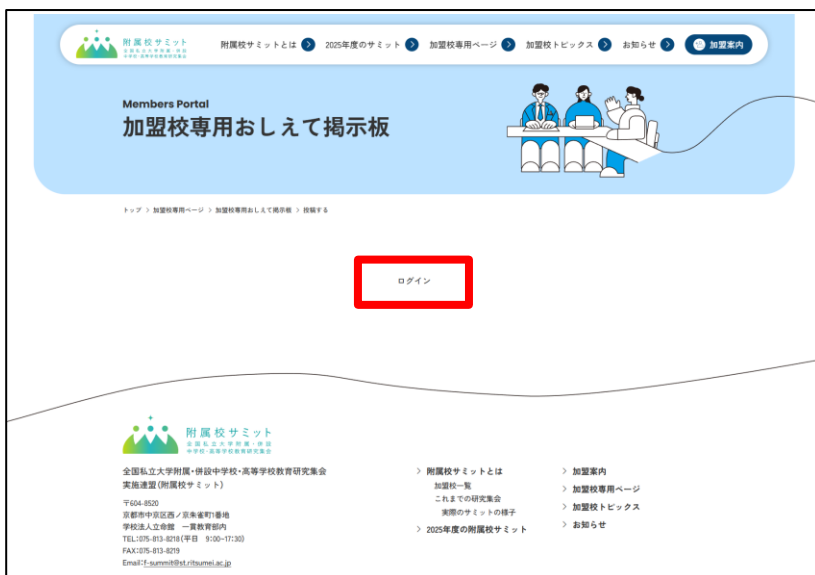 附属校サミット
全国私立大学附属・併設
中学校・高等学校教育研究集会
附属校サミットとは
2025年度のサミット
加盟校専用ページ
加盟校トピックス
お知らせ
加盟案内
Members Portal
加盟校専用おしえて掲示板
トップ > 加盟校専用ページ > 加盟校専用おしえて掲示板 > 投稿する
ログイン
附属校サミット
全国私立大学附属・併設
中学校・高等学校教育研究集会
全国私立大学附属・併設中学校・高等学校教育研究集会
実施連盟(附属校サミット)
〒604-8520
京都市中京区西ノ京朱雀町1番地
学校法人立命館 一貫教育部内
TEL:075-813-8218(平日 9:00-17:30)
FAX:075-813-8219
Email:f-summit@st.ritsumei.ac.jp
> 附属校サミットとは
加盟校一覧
これまでの研究集会
実際のサミットの様子
> 2025年度の附属校サミット
> 加盟案内
> 加盟校専用ページ
> 加盟校トピックス
> お知らせ